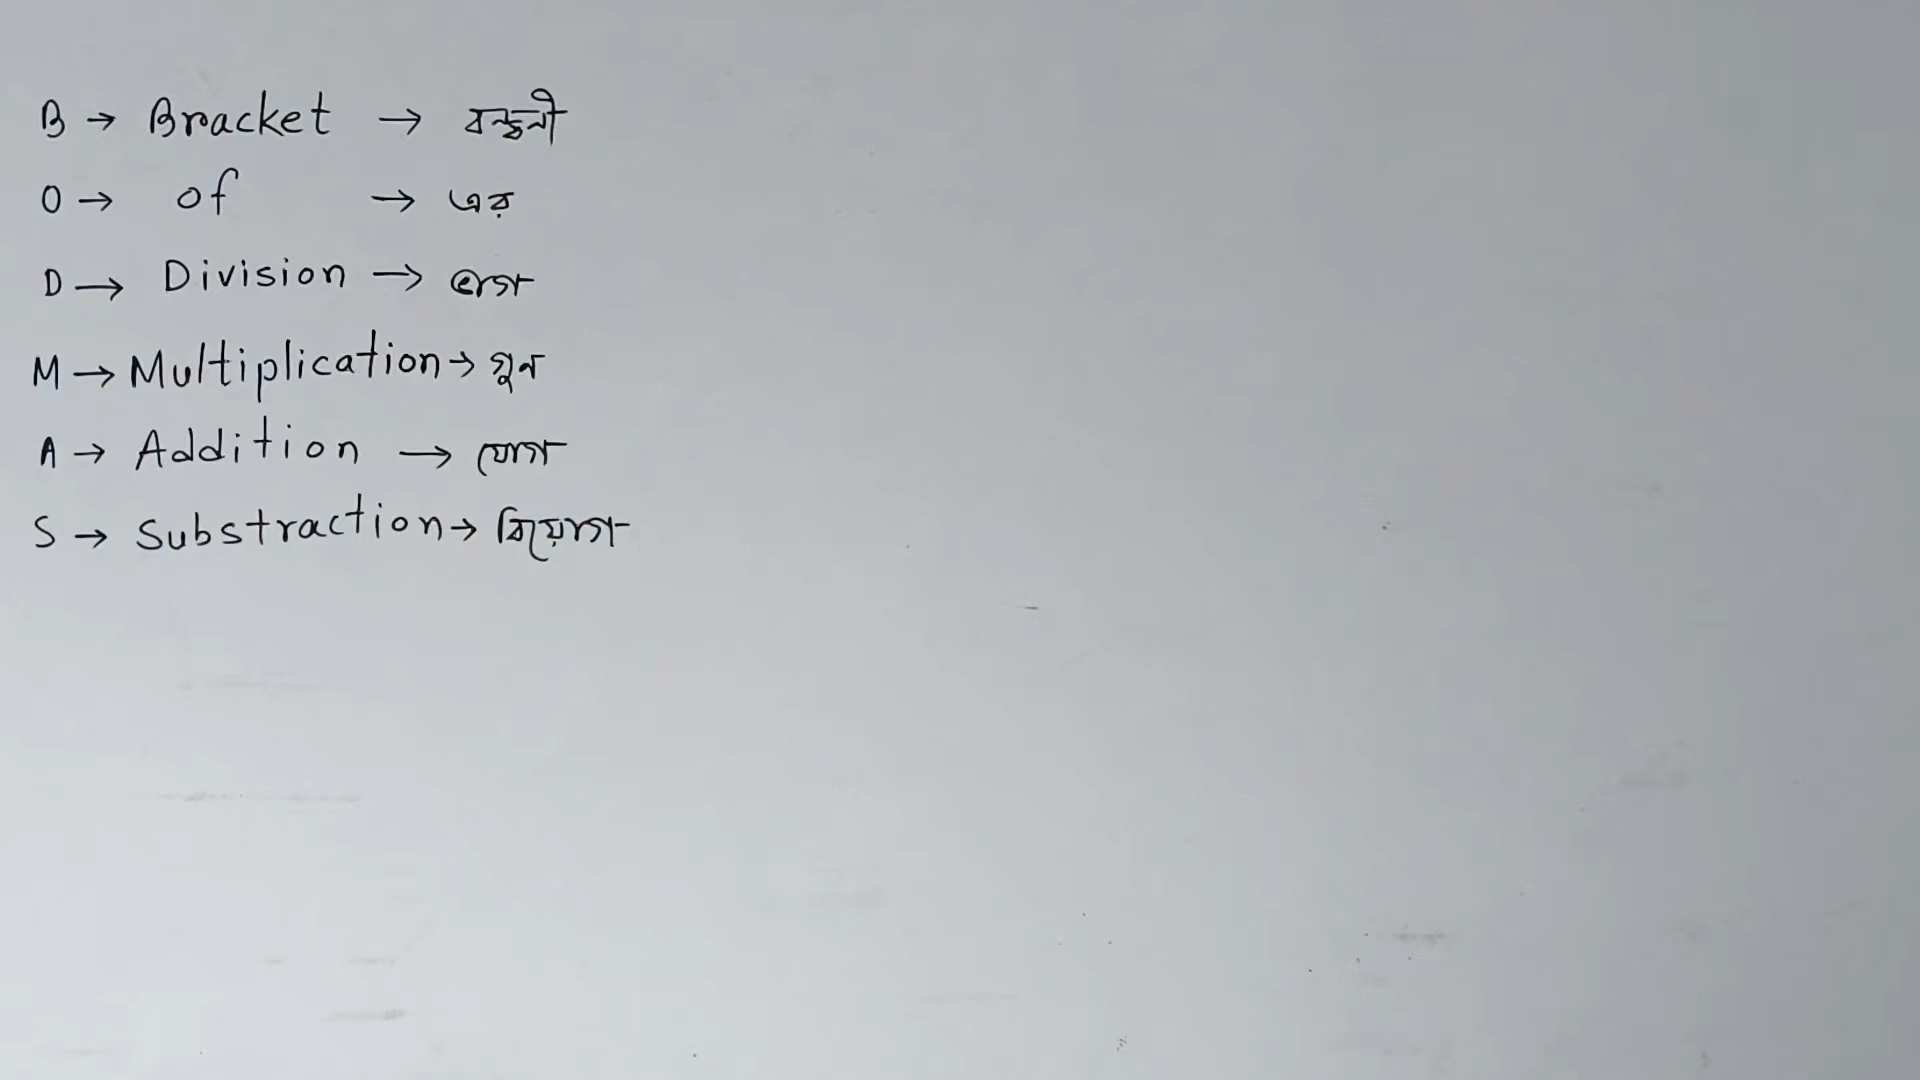 B → Bracket → বন্ধনী
O → of → এর
D → Division → ভাগ
M → Multiplication → গুন
A → Addition → যোগ
S → Substraction → বিয়োগ